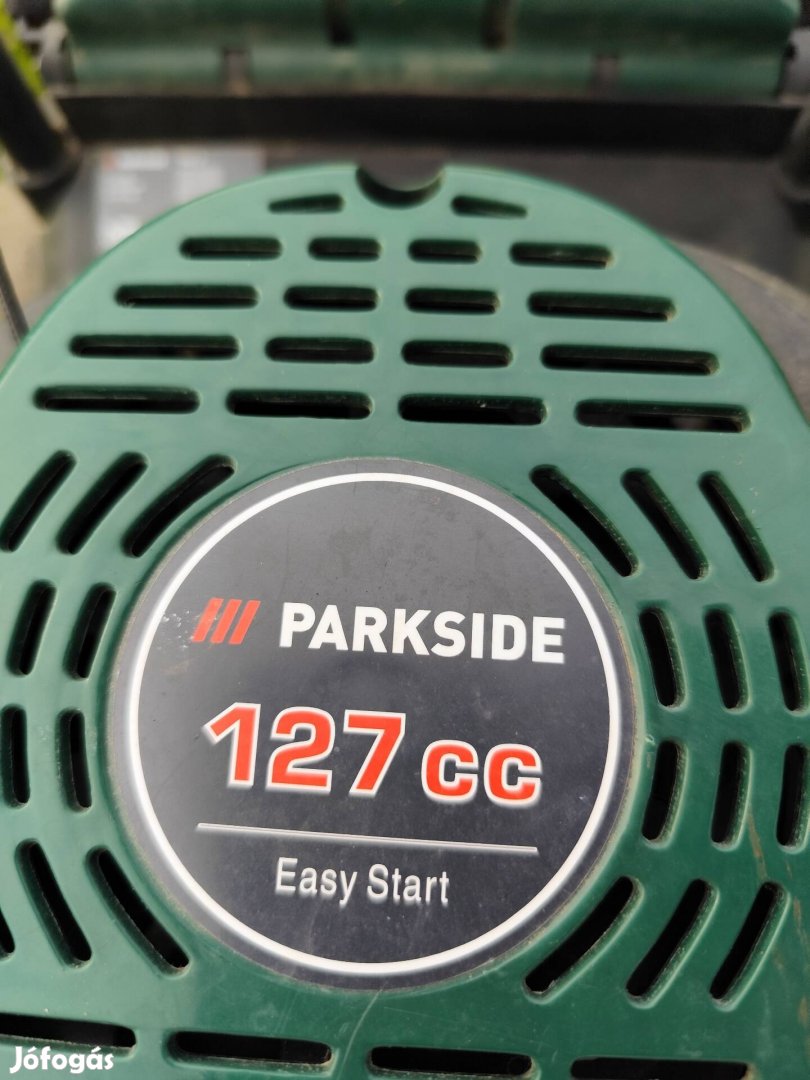 PARKSIDE
127 cc
Easy Start
Jófogás